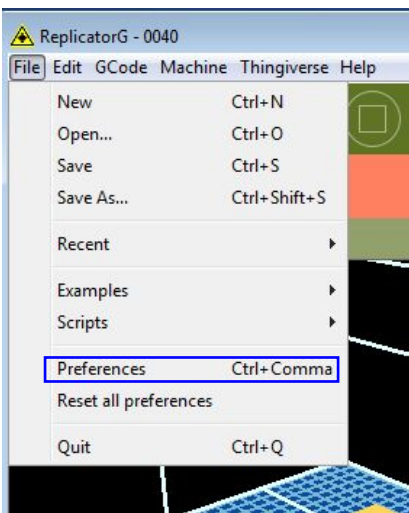 ReplicatorG - 0040
File Edit GCode Machine Thingiverse Help
New Ctrl+N
Open... Ctrl+O
Save Ctrl+S
Save As... Ctrl+Shift+S
Recent
Examples
Scripts
Preferences Ctrl+Comma
Reset all preferences
Quit Ctrl+Q